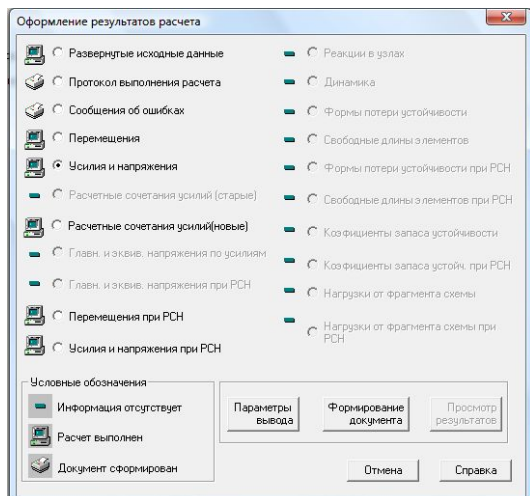 Оформление результатов расчета
Развернутые исходные данные
Протокол выполнения расчета
Сообщения об ошибках
Перемещения
Усилия и напряжения
Расчетные сочетания усилий (старые)
Расчетные сочетания усилий(новые)
Главн. и эквив. напряжения по усилиям
Главн. и эквив. напряжения при РСН
Перемещения при РСН
Усилия и напряжения при РСН
Реакции в узлах
Динамика
Формы потери устойчивости
Свободные длины элементов
Формы потери устойчивости при РСН
Свободные длины элементов при РСН
Коэфициенты запаса устойчивости
Коэфициенты запаса устойч. при РСН
Нагрузки от фрагмента схемы
Нагрузки от фрагмента схемы при
РСН
Условные обозначения
Информация отсутствует
Расчет выполнен
Документ сформирован
Параметры
вывода
Формирование
документа
Просмотр
результатов
Отмена
Справка